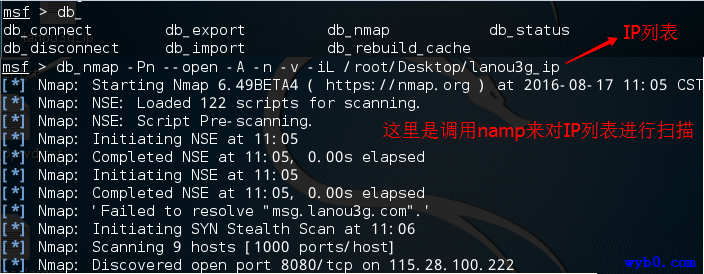 msf > db_
db_connect db_export db_nmap db_status
db_disconnect db_import db_rebuild_cache
IP列表
msf > db_nmap -Pn --open -A -n -v -iL /root/Desktop/lanou3g_ip
[*] Nmap: Starting Nmap 6.49BETA4 ( https://nmap.org ) at 2016-08-17 11:05 CST
[*] Nmap: NSE: Loaded 122 scripts for scanning.
[*] Nmap: NSE: Script Pre-scanning.
这里是调用namp来对IP列表进行扫描
[*] Nmap: Initiating NSE at 11:05
[*] Nmap: Completed NSE at 11:05, 0.00s elapsed
[*] Nmap: Initiating NSE at 11:05
[*] Nmap: Completed NSE at 11:05, 0.00s elapsed
[*] Nmap: 'Failed to resolve "msg.lanou3g.com".'
[*] Nmap: Initiating SYN Stealth Scan at 11:06
[*] Nmap: Scanning 9 hosts [1000 ports/host]
[*] Nmap: Discovered open port 8080/tcp on 115.28.100.222
wyb0.com